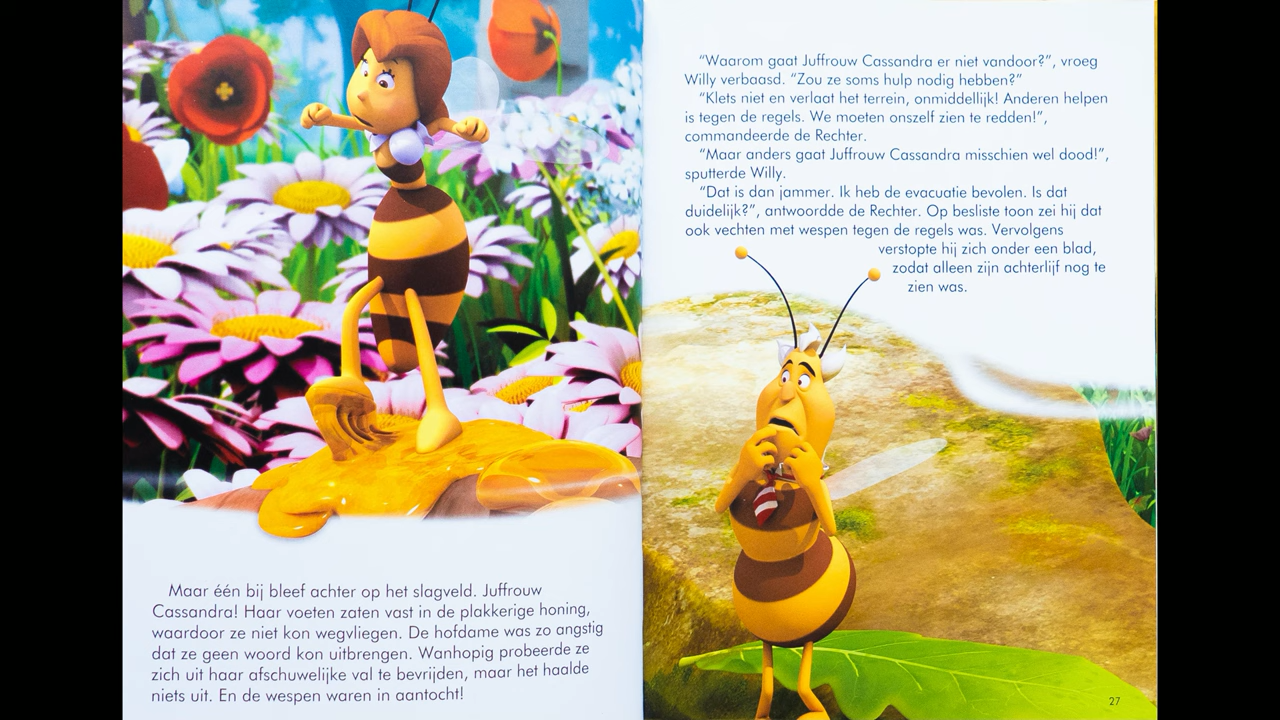 Maar één bij bleef achter op het slagveld. Juffrouw
Cassandra! Haar voeten zaten vast in de plakkerige honing,
waardoor ze niet kon wegvliegen. De hofdame was zo angstig
dat ze geen woord kon uitbrengen. Wanhopig probeerde ze
zich uit haar afschuwelijke val te bevrijden, maar het haalde
niets uit. En de wespen waren in aantocht!
“Waarom gaat Juffrouw Cassandra er niet vandoor?”, vroeg
Willy verbaasd. “Zou ze soms hulp nodig hebben?”
“Klets niet en verlaat het terrein, onmiddellijk! Anderen helpen
is tegen de regels. We moeten onszelf zien te redden!”,
commandeerde de Rechter.
“Maar anders gaat Juffrouw Cassandra misschien wel dood!”,
sputterde Willy.
“Dat is dan jammer. Ik heb de evacuatie bevolen. Is dat
duidelijk?”, antwoordde de Rechter. Op besliste toon zei hij dat
ook vechten met wespen tegen de regels was. Vervolgens
verstopte hij zich onder een blad,
zodat alleen zijn achterlijf nog te
zien was.
27